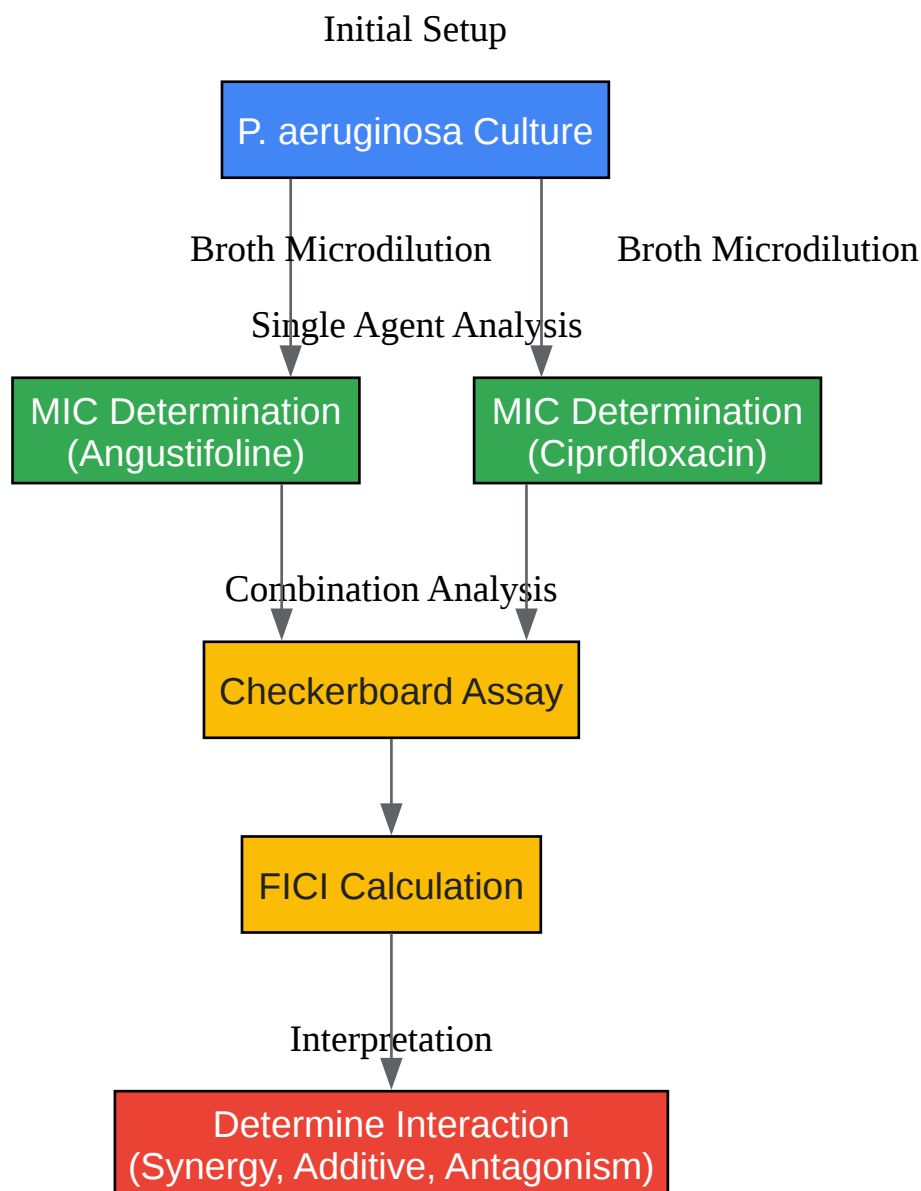 Initial Setup
P. aeruginosa Culture
Broth Microdilution
Broth Microdilution
Single Agent Analysis
MIC Determination
(Angustifoline)
MIC Determination
(Ciprofloxacin)
Combination Analysis
Checkerboard Assay
FICI Calculation
Interpretation
Determine Interaction
(Synergy, Additive, Antagonism)